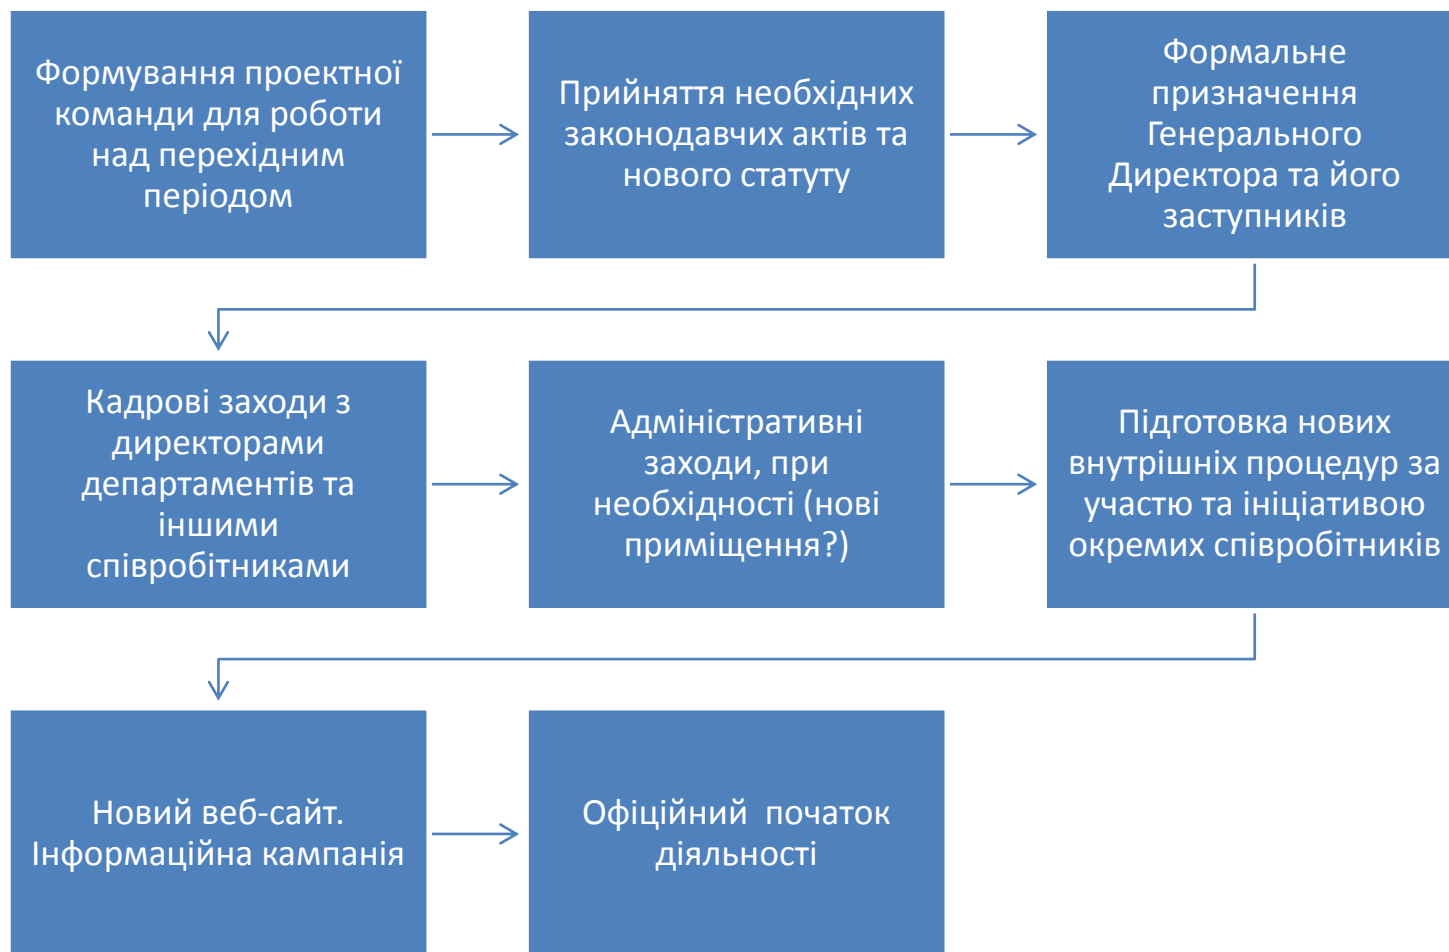 Формування проектної
команди для роботи
над перехідним
періодом
Прийняття необхідних
законодавчих актів та
нового статуту
Формальне
призначення
Генерального
Директора та його
заступників
Кадрові заходи з
директорами
департаментів та
іншими
співробітниками
Адміністративні
заходи, при
необхідності (нові
приміщення?)
Підготовка нових
внутрішніх процедур за
участю та ініціативою
окремих співробітників
Новий веб-сайт.
Інформаційна кампанія
Офіційний  початок
діяльності